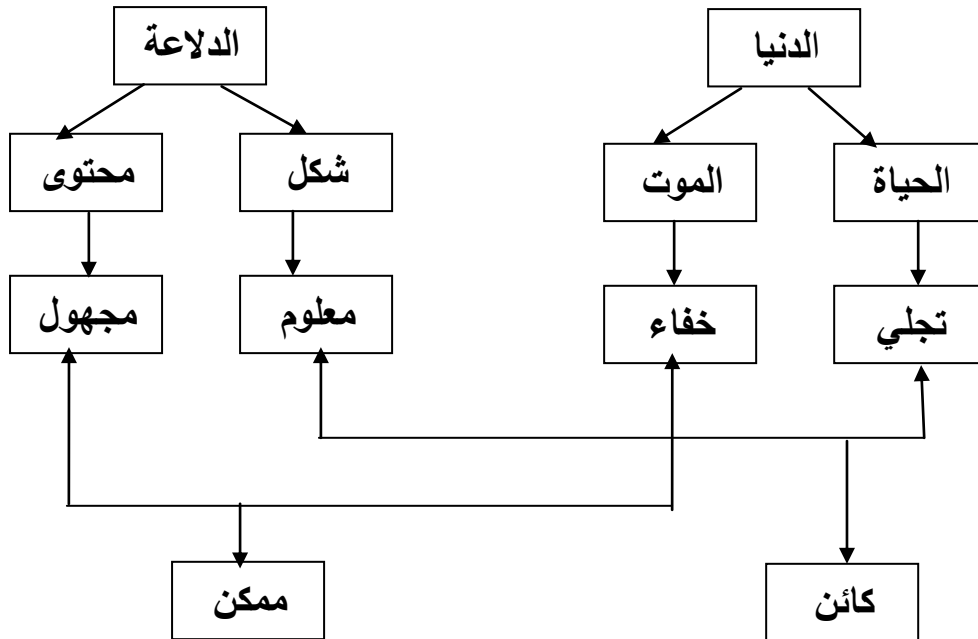 الدنيا
الدلاعة
الحياة
الموت
شكل
محتوى
تجلي
خفاء
معلوم
مجهول
كائن
ممكن